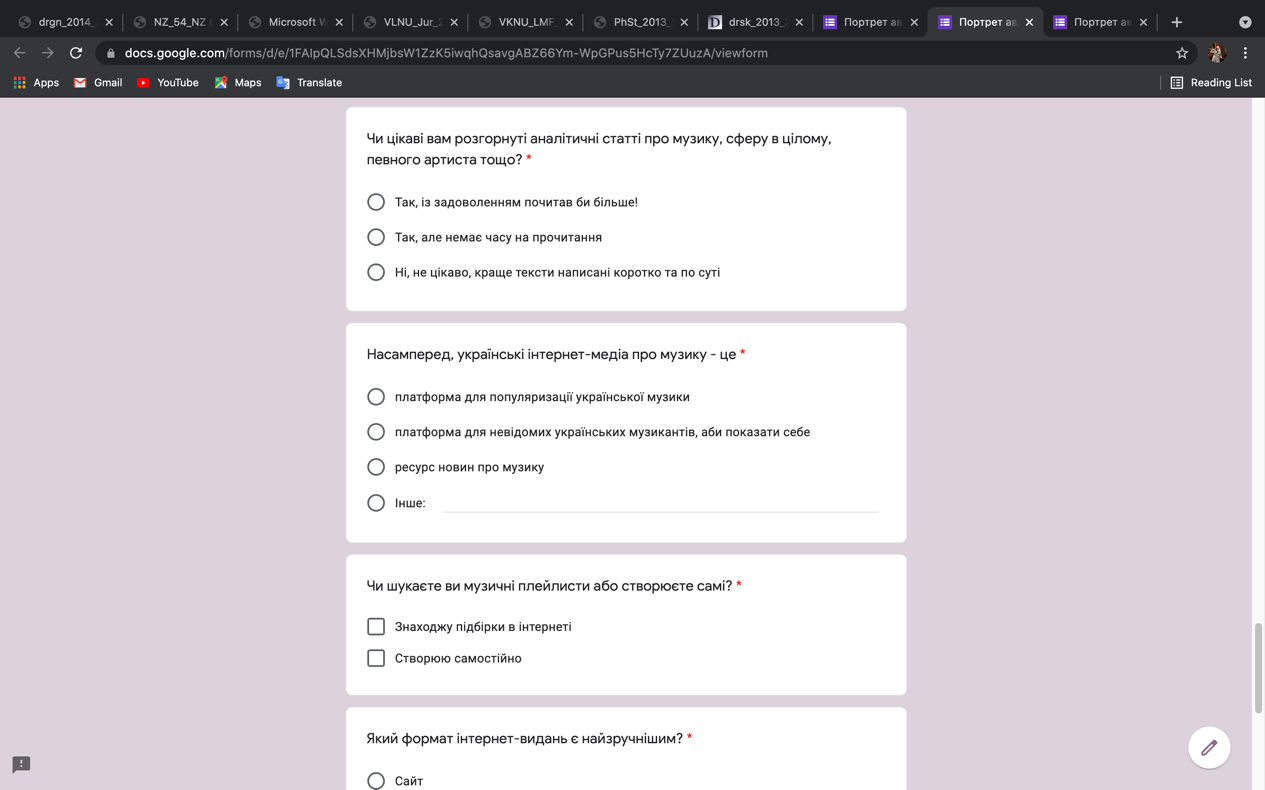 drgn_2014_
NZ_54_NZ
Microsoft W
VLNU_Jur_2
VKNU_LMF_
PhSt_2013_
D drsk_2013_2
Портрет ав
Портрет ав
Портрет ав
docs.google.com/forms/d/e/1FAIpQLSdsXHMjbsW1ZzK5iwqhQsavgABZ66Ym-WpGPus5HcTy7ZUuzA/viewform
Apps
Gmail
YouTube
Maps
Translate
Reading List
Чи цікаві вам розгорнуті аналітичні статті про музику, сферу в цілому,
певного артиста тощо? *
Так, із задоволенням почитав би більше!
Так, але немає часу на прочитання
Ні, не цікаво, краще тексти написані коротко та по суті
Насамперед, українські інтернет-медіа про музику - це *
платформа для популяризації української музики
платформа для невідомих українських музикантів, аби показати себе
ресурс новин про музику
Інше:
Чи шукаєте ви музичні плейлисти або створюєте самі? *
Знаходжу підбірки в інтернеті
Створюю самостійно
Який формат інтернет-видань є найзручнішим? *
Сайт